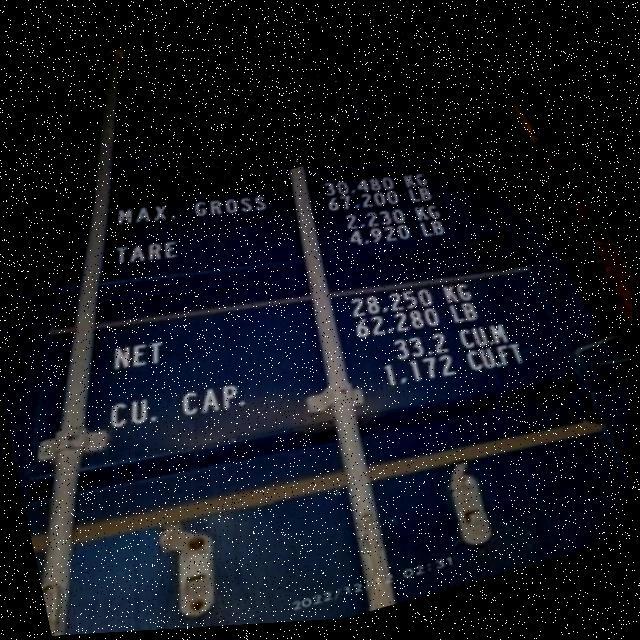 MAX. GROSS 30.480 KG
67.200 LB
TARE 2.230 KG
4.920 LB
NET 28.250 KG
62.280 LB
CU. CAP. 33.2 CU.M
1.172 CU.FT